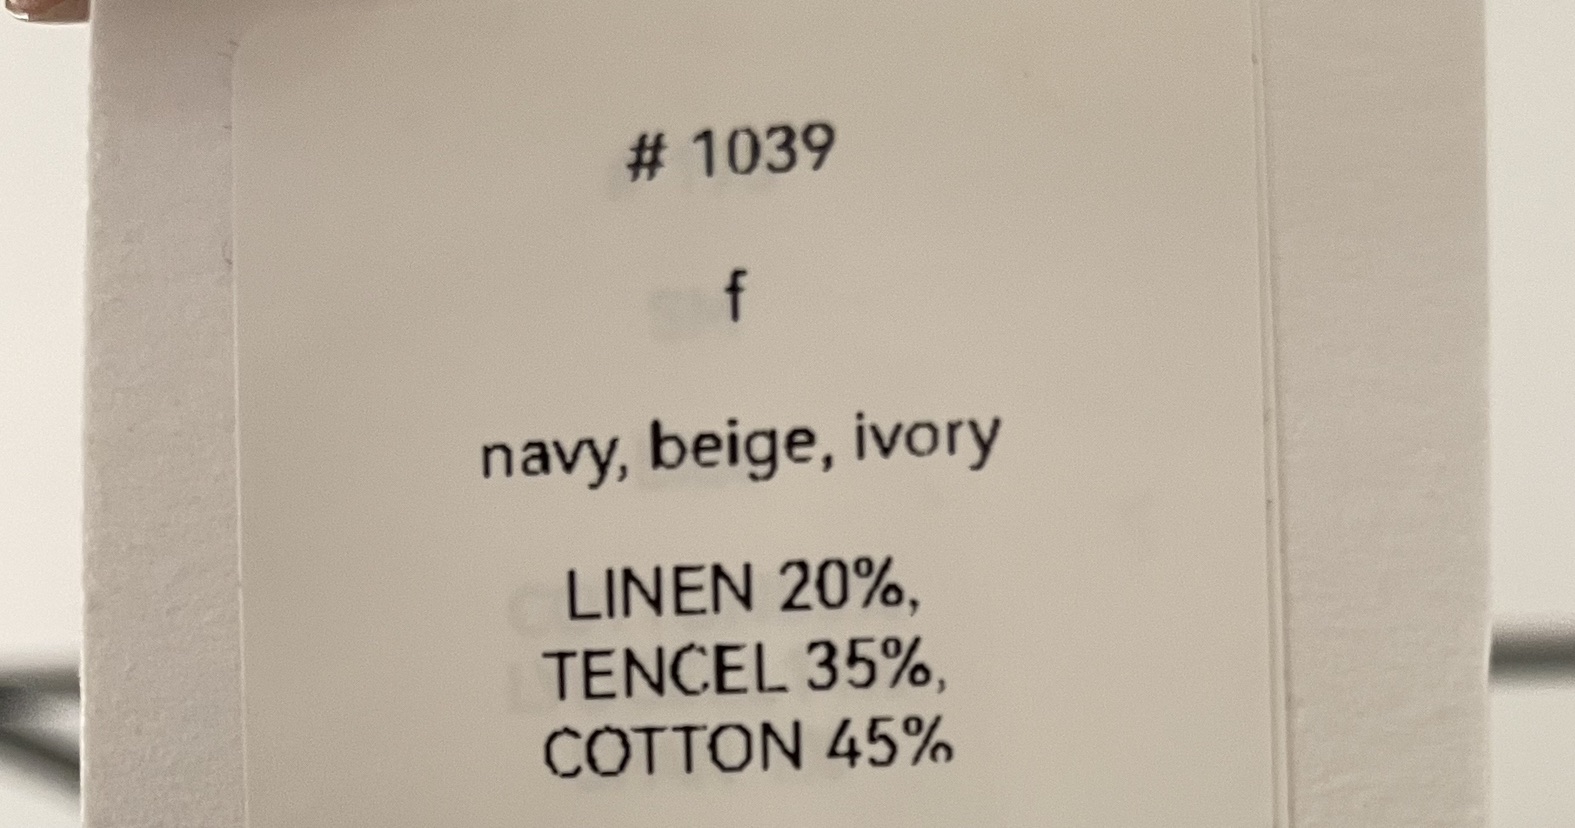 # 1039
f
navy, beige, ivory
LINEN 20%,
TENCEL 35%,
COTTON 45%